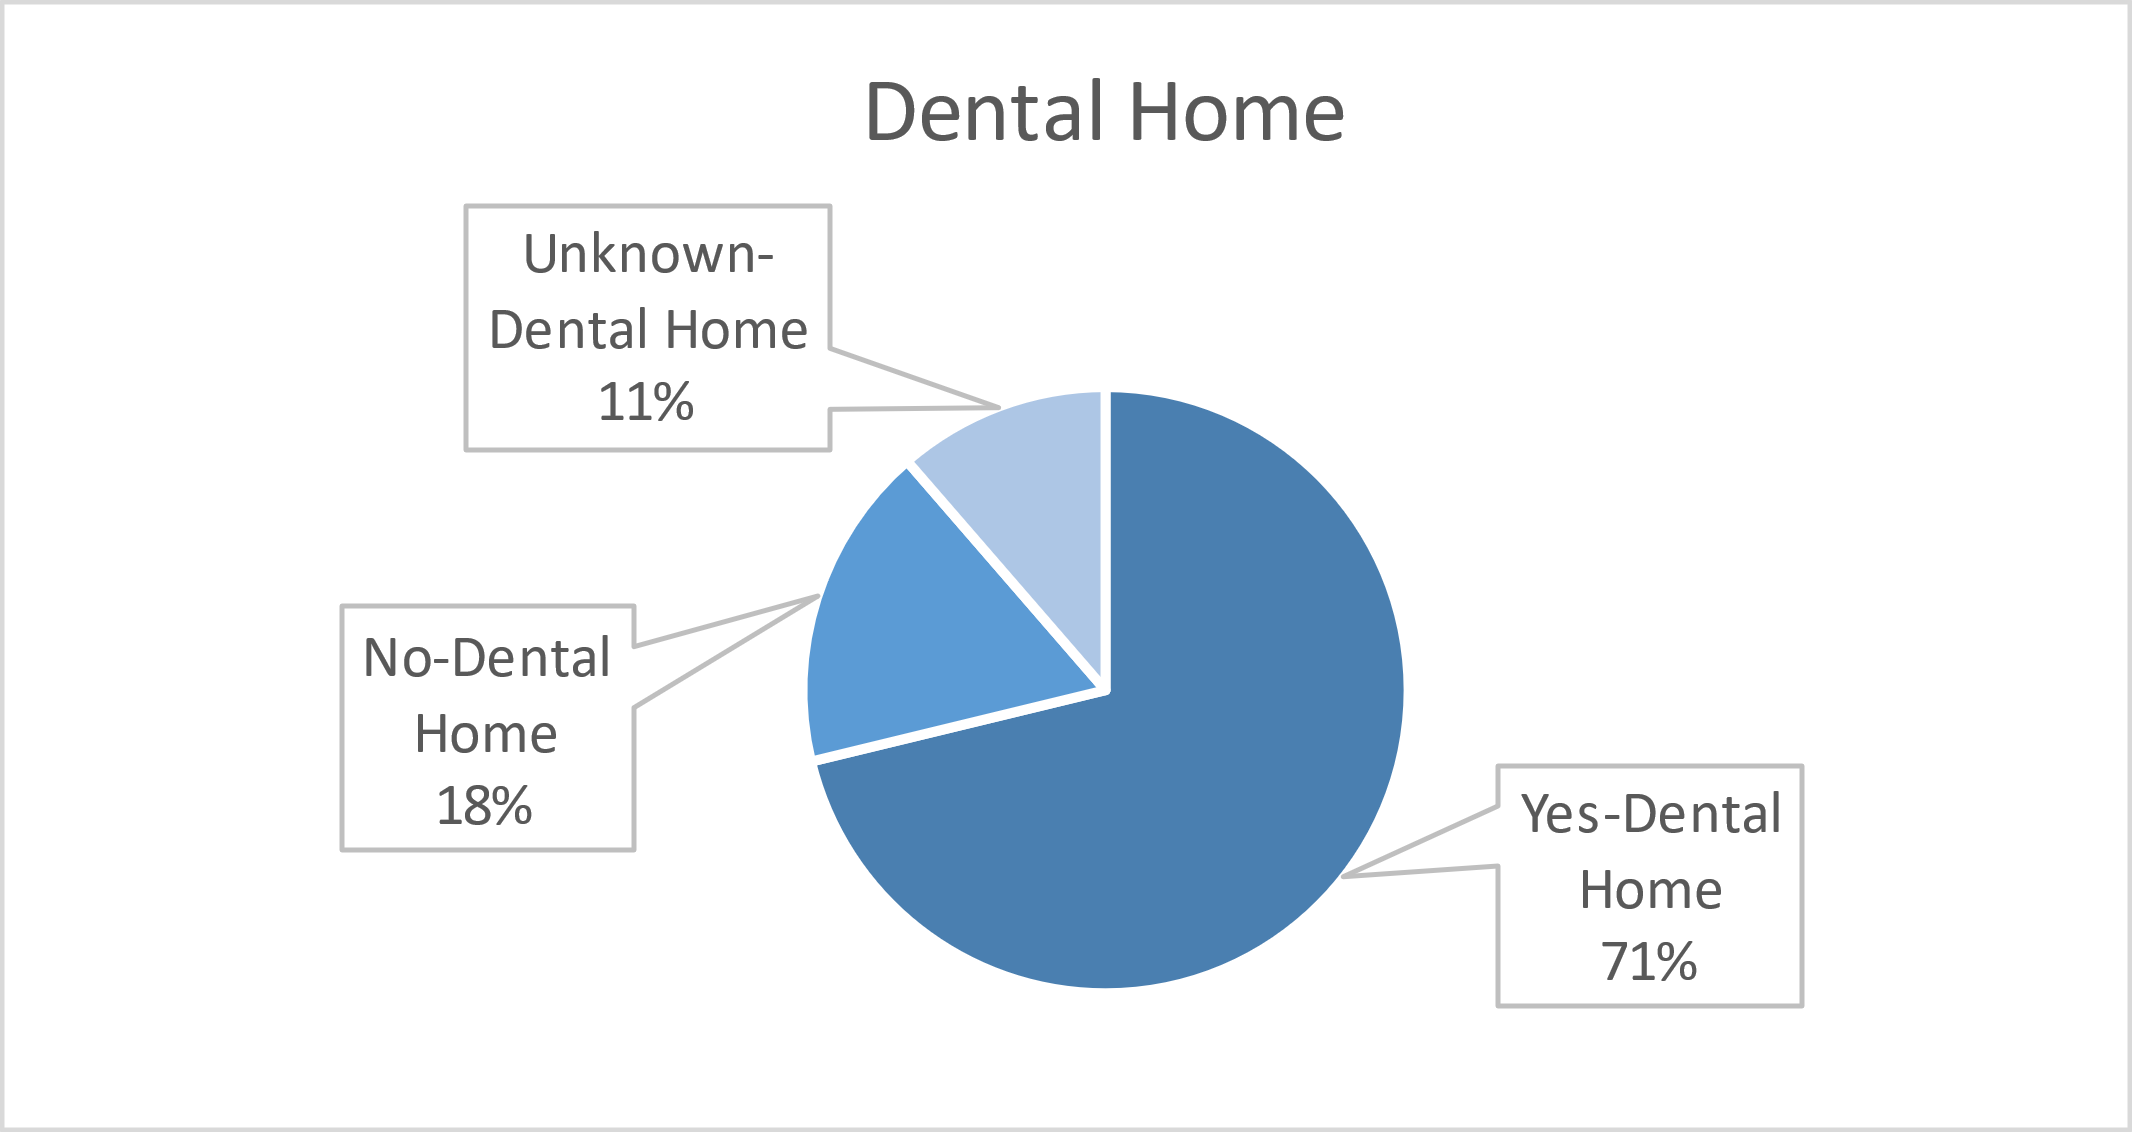 Dental Home
Unknown-
Dental Home
11%
No-Dental
Home
18%
Yes-Dental
Home
71%